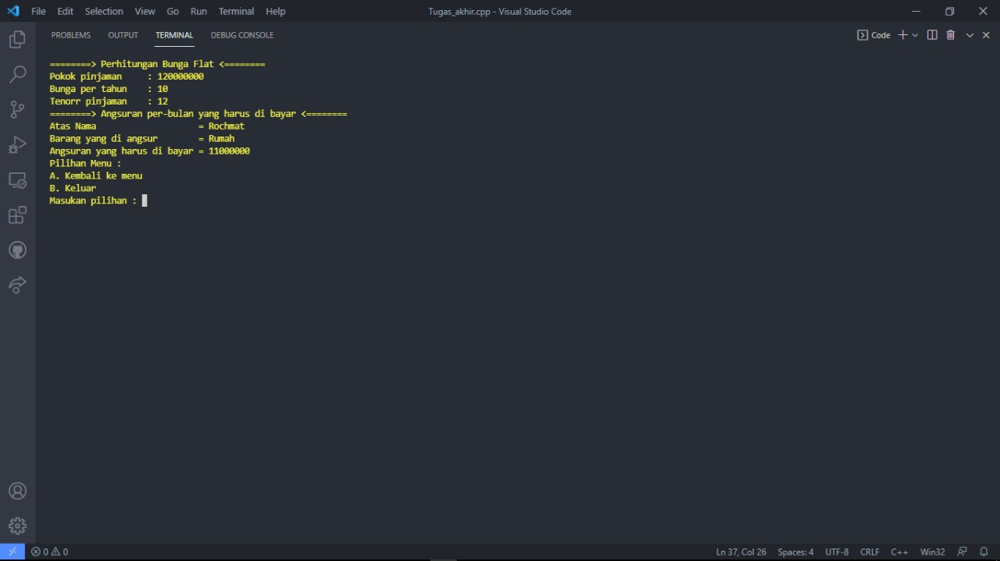 File Edit Selection View Go Run Terminal Help Tugas_akhir.cpp - Visual Studio Code
PROBLEMS OUTPUT TERMINAL DEBUG CONSOLE Code
========> Perhitungan Bunga Flat <========
Pokok pinjaman : 120000000
Bunga per tahun : 10
Tenorr pinjaman : 12
========> Angsuran per-bulan yang harus di bayar <========
Atas Nama = Rochmat
Barang yang di angsur = Rumah
Angsuran yang harus di bayar = 11000000
Pilihan Menu :
A. Kembali ke menu
B. Keluar
Masukan pilihan :
0 0 Ln 37, Col 26 Spaces: 4 UTF-8 CRLF C++ Win32